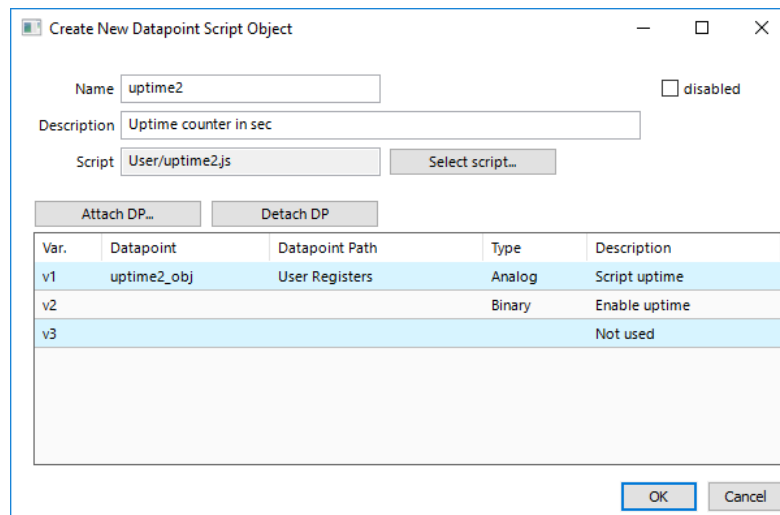 Create New Datapoint Script Object
Name uptime2 disabled
Description Uptime counter in sec
Script User/uptime2.js Select script...
Attach DP... Detach DP
Var. Datapoint Datapoint Path Type Description
v1 uptime2_obj User Registers Analog Script uptime
v2 Binary Enable uptime
v3 Not used
OK Cancel